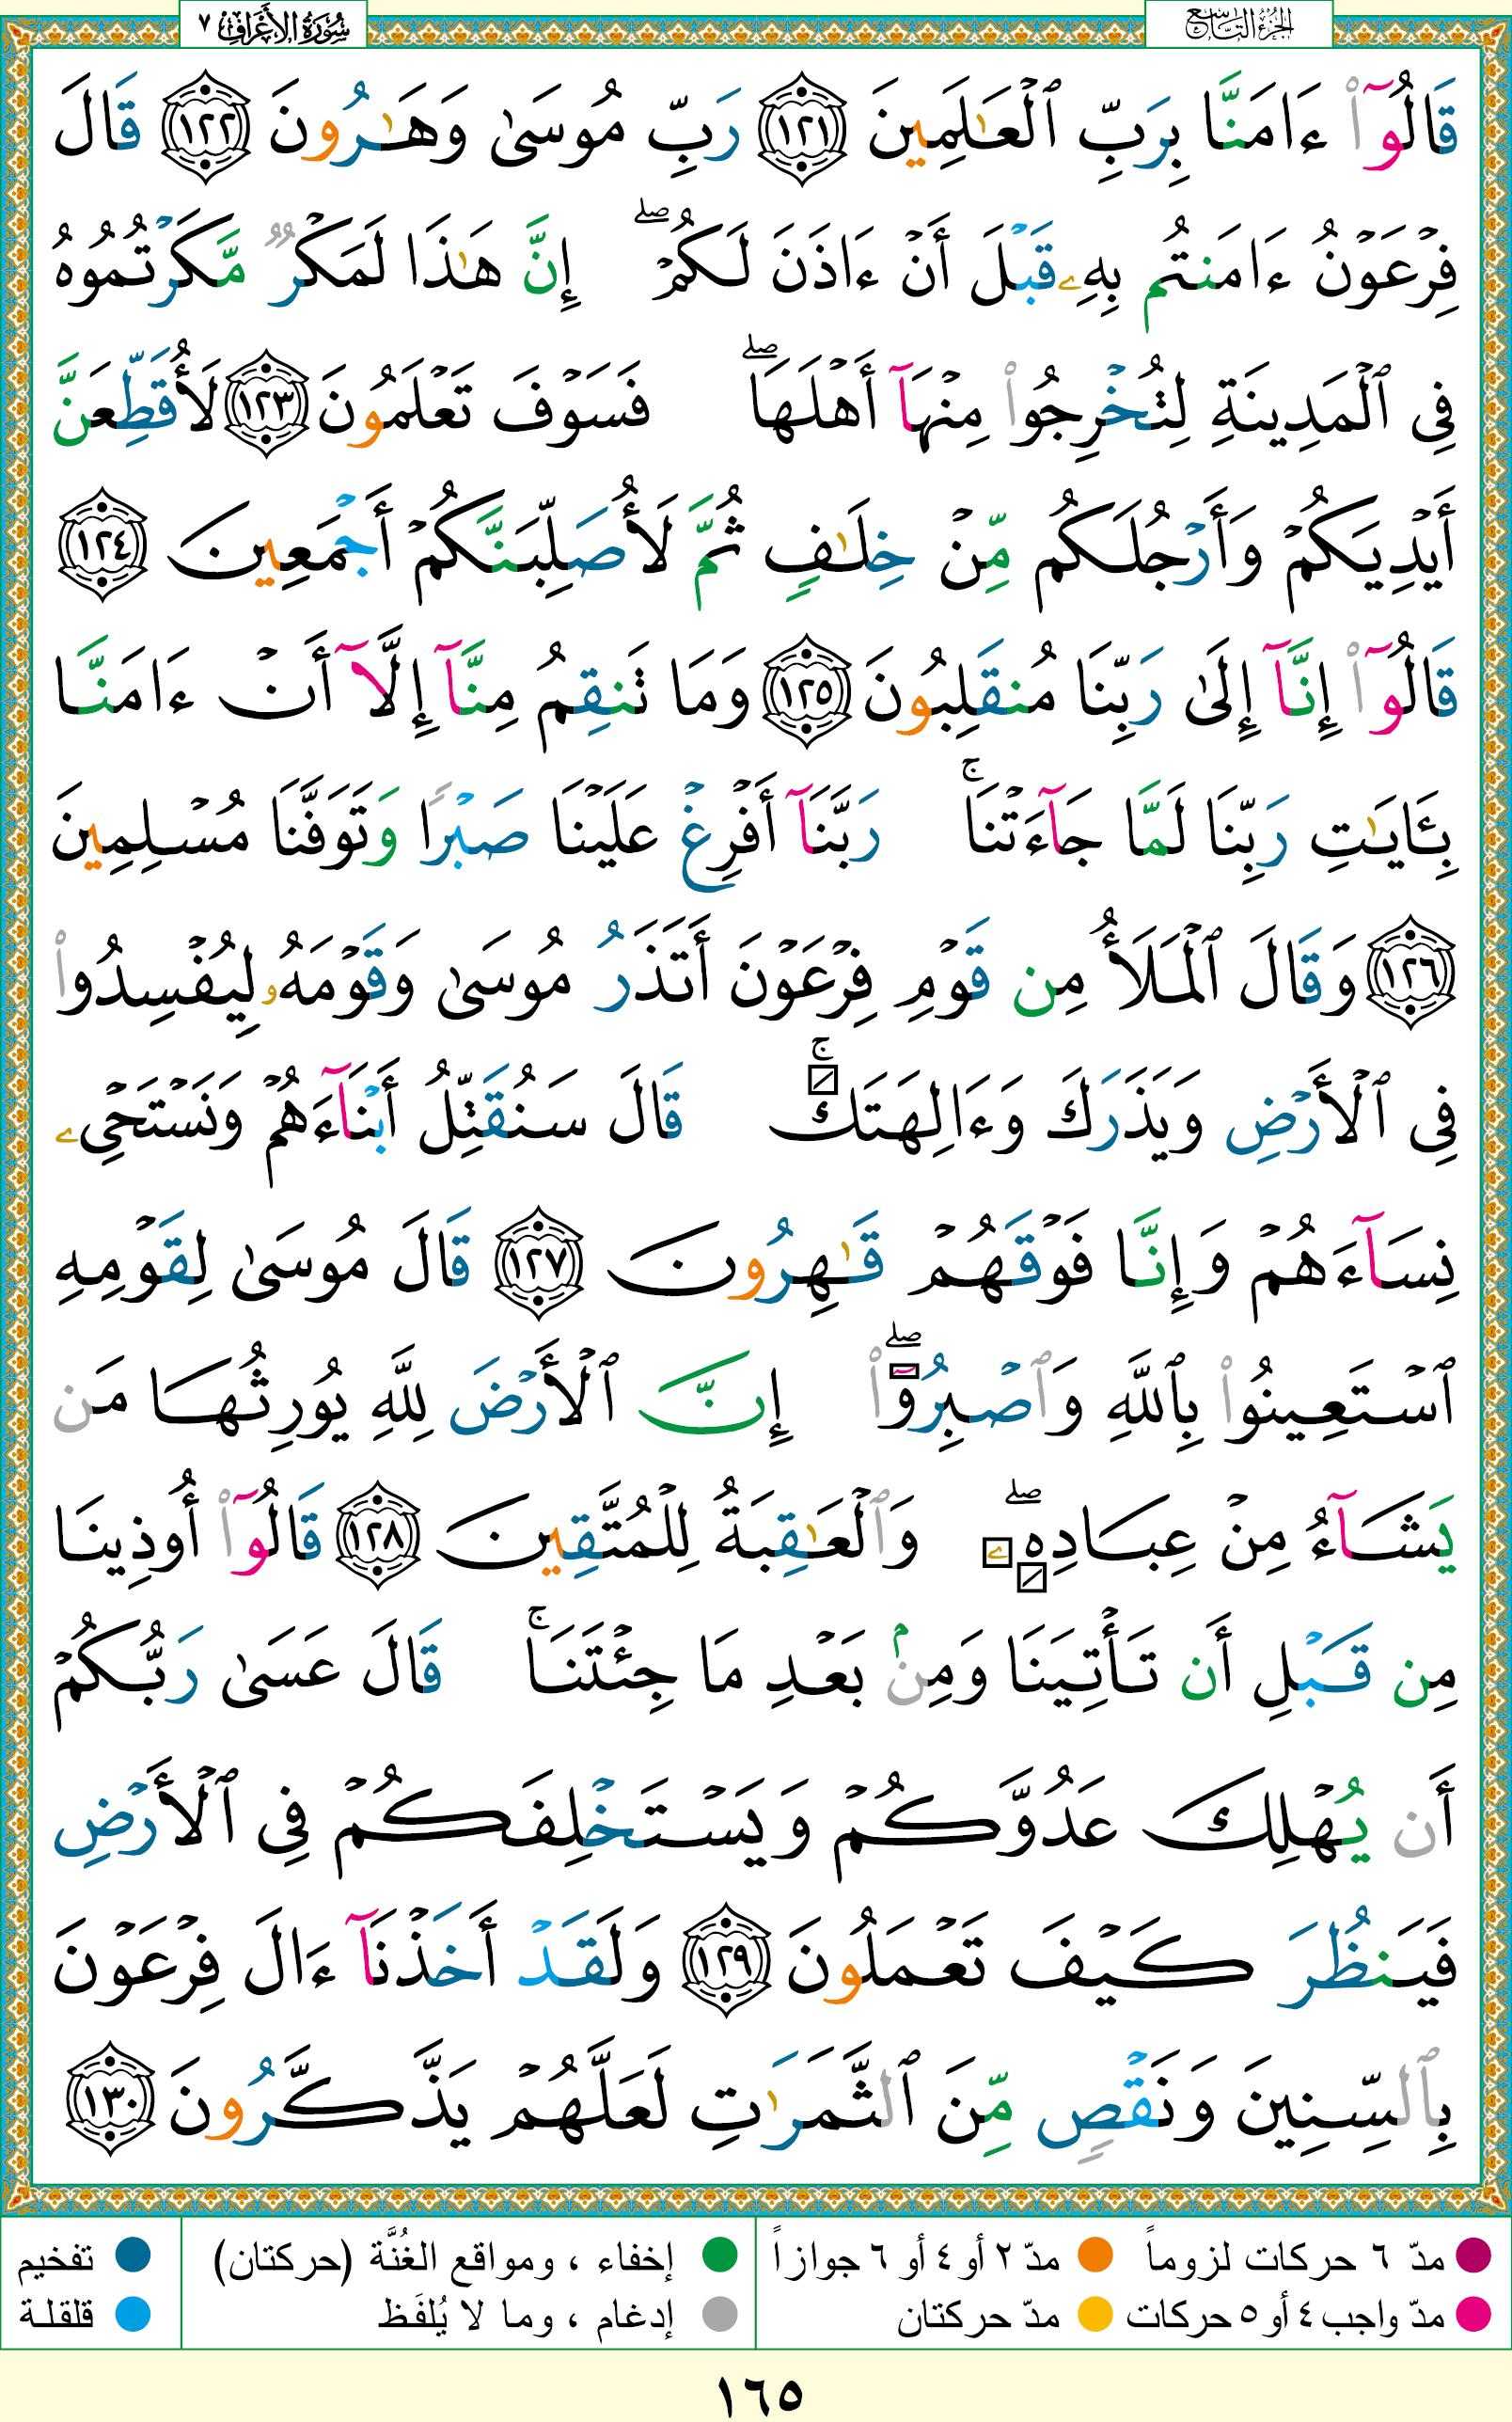 الجزء التاسع
سورة الأعراف ٧
قَالُوٓا۟ ءَامَنَّا بِرَبِّ ٱلْعَـٰلَمِينَ ١٢١ رَبِّ مُوسَىٰ وَهَـٰرُونَ ١٢٢ قَالَ
فِرْعَوْنُ ءَامَنتُم بِهِۦ قَبْلَ أَنْ ءَاذَنَ لَكُمْ ۖ إِنَّ هَـٰذَا لَمَكْرٌ مَّكَرْتُمُوهُ
فِى ٱلْمَدِينَةِ لِتُخْرِجُوا۟ مِنْهَآ أَهْلَهَا ۖ فَسَوْفَ تَعْلَمُونَ ١٢٣ لَأُقَطِّعَنَّ
أَيْدِيَكُمْ وَأَرْجُلَكُم مِّنْ خِلَـٰفٍ ثُمَّ لَأُصَلِّبَنَّكُمْ أَجْمَعِينَ ١٢٤
قَالُوٓا۟ إِنَّآ إِلَىٰ رَبِّنَا مُنقَلِبُونَ ١٢٥ وَمَا تَنقِمُ مِنَّآ إِلَّآ أَنْ ءَامَنَّا
بِـَٔايَـٰتِ رَبِّنَا لَمَّا جَآءَتْنَا ۚ رَبَّنَآ أَفْرِغْ عَلَيْنَا صَبْرًا وَتَوَفَّنَا مُسْلِمِينَ
١٢٦ وَقَالَ ٱلْمَلَأُ مِن قَوْمِ فِرْعَوْنَ أَتَذَرُ مُوسَىٰ وَقَوْمَهُۥ لِيُفْسِدُوا۟
فِى ٱلْأَرْضِ وَيَذَرَكَ وَءَالِهَتَكَ ۚ قَالَ سَنُقَتِّلُ أَبْنَآءَهُمْ وَنَسْتَحْىِۦ
نِسَآءَهُمْ وَإِنَّا فَوْقَهُمْ قَـٰهِرُونَ ١٢٧ قَالَ مُوسَىٰ لِقَوْمِهِ
ٱسْتَعِينُوا۟ بِٱللَّهِ وَٱصْبِرُوٓا۟ ۖ إِنَّ ٱلْأَرْضَ لِلَّهِ يُورِثُهَا مَن
يَشَآءُ مِنْ عِبَادِهِۦ ۖ وَٱلْعَـٰقِبَةُ لِلْمُتَّقِينَ ١٢٨ قَالُوٓا۟ أُوذِينَا
مِن قَبْلِ أَن تَأْتِيَنَا وَمِنۢ بَعْدِ مَا جِئْتَنَا ۚ قَالَ عَسَىٰ رَبُّكُمْ
أَن يُهْلِكَ عَدُوَّكُمْ وَيَسْتَخْلِفَكُمْ فِى ٱلْأَرْضِ
فَيَنظُرَ كَيْفَ تَعْمَلُونَ ١٢٩ وَلَقَدْ أَخَذْنَآ ءَالَ فِرْعَوْنَ
بِٱلسِّنِينَ وَنَقْصٍ مِّنَ ٱلثَّمَرَٰتِ لَعَلَّهُمْ يَذَّكَّرُونَ ١٣٠
مدّ ٦ حركات لزوماً مدّ ٢ أو ٤ أو ٦ جوازاً إخفاء ، ومواقع الغُنَّة (حركتان) تفخيم
مدّ واجب ٤ أو ٥ حركات مدّ حركتان إدغام ، وما لا يُلفَظ قلقلة
١٦٥